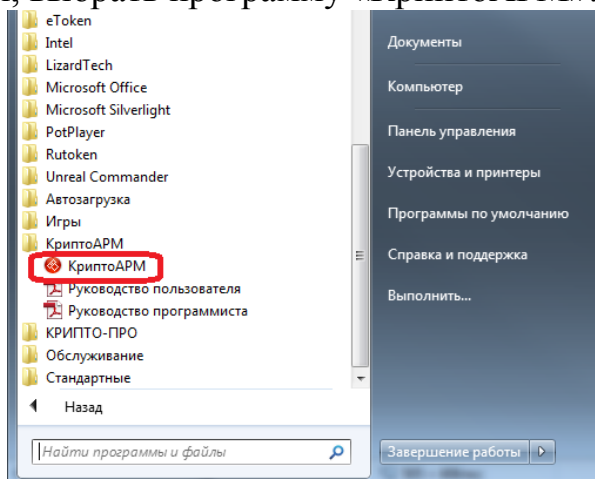 выбрать программу «КриптоАРМ»
eToken
Intel
LizardTech
Microsoft Office
Microsoft Silverlight
PotPlayer
Rutoken
Unreal Commander
Автозагрузка
Игры
КриптоАРМ
КриптоАРМ
Руководство пользователя
Руководство программиста
КРИПТО-ПРО
Обслуживание
Стандартные
Назад
Найти программы и файлы
Документы
Компьютер
Панель управления
Устройства и принтеры
Программы по умолчанию
Справка и поддержка
Выполнить...
Завершение работы